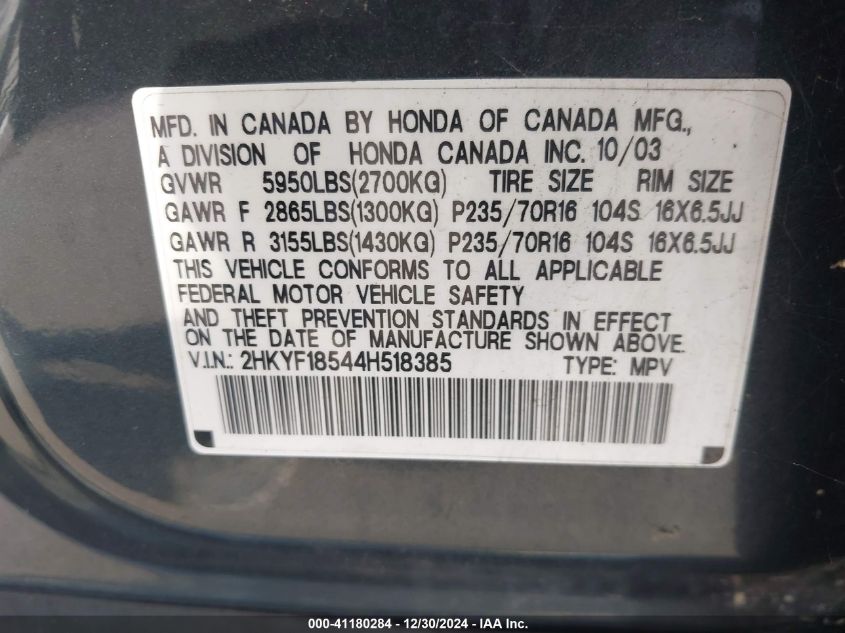 MFD. IN CANADA BY HONDA OF CANADA MFG.,
A DIVISION OF HONDA CANADA INC. 10/03
GVWR 5950LBS(2700KG) TIRE SIZE RIM SIZE
GAWR F 2865LBS(1300KG) P235/70R16 104S 16X6.5JJ
GAWR R 3155LBS(1430KG) P235/70R16 104S 16X6.5JJ
THIS VEHICLE CONFORMS TO ALL APPLICABLE
FEDERAL MOTOR VEHICLE SAFETY
AND THEFT PREVENTION STANDARDS IN EFFECT
ON THE DATE OF MANUFACTURE SHOWN ABOVE.
V.I.N.: 2HKYF18544H518385 TYPE: MPV
000-41180284 - 12/30/2024 - IAA Inc.